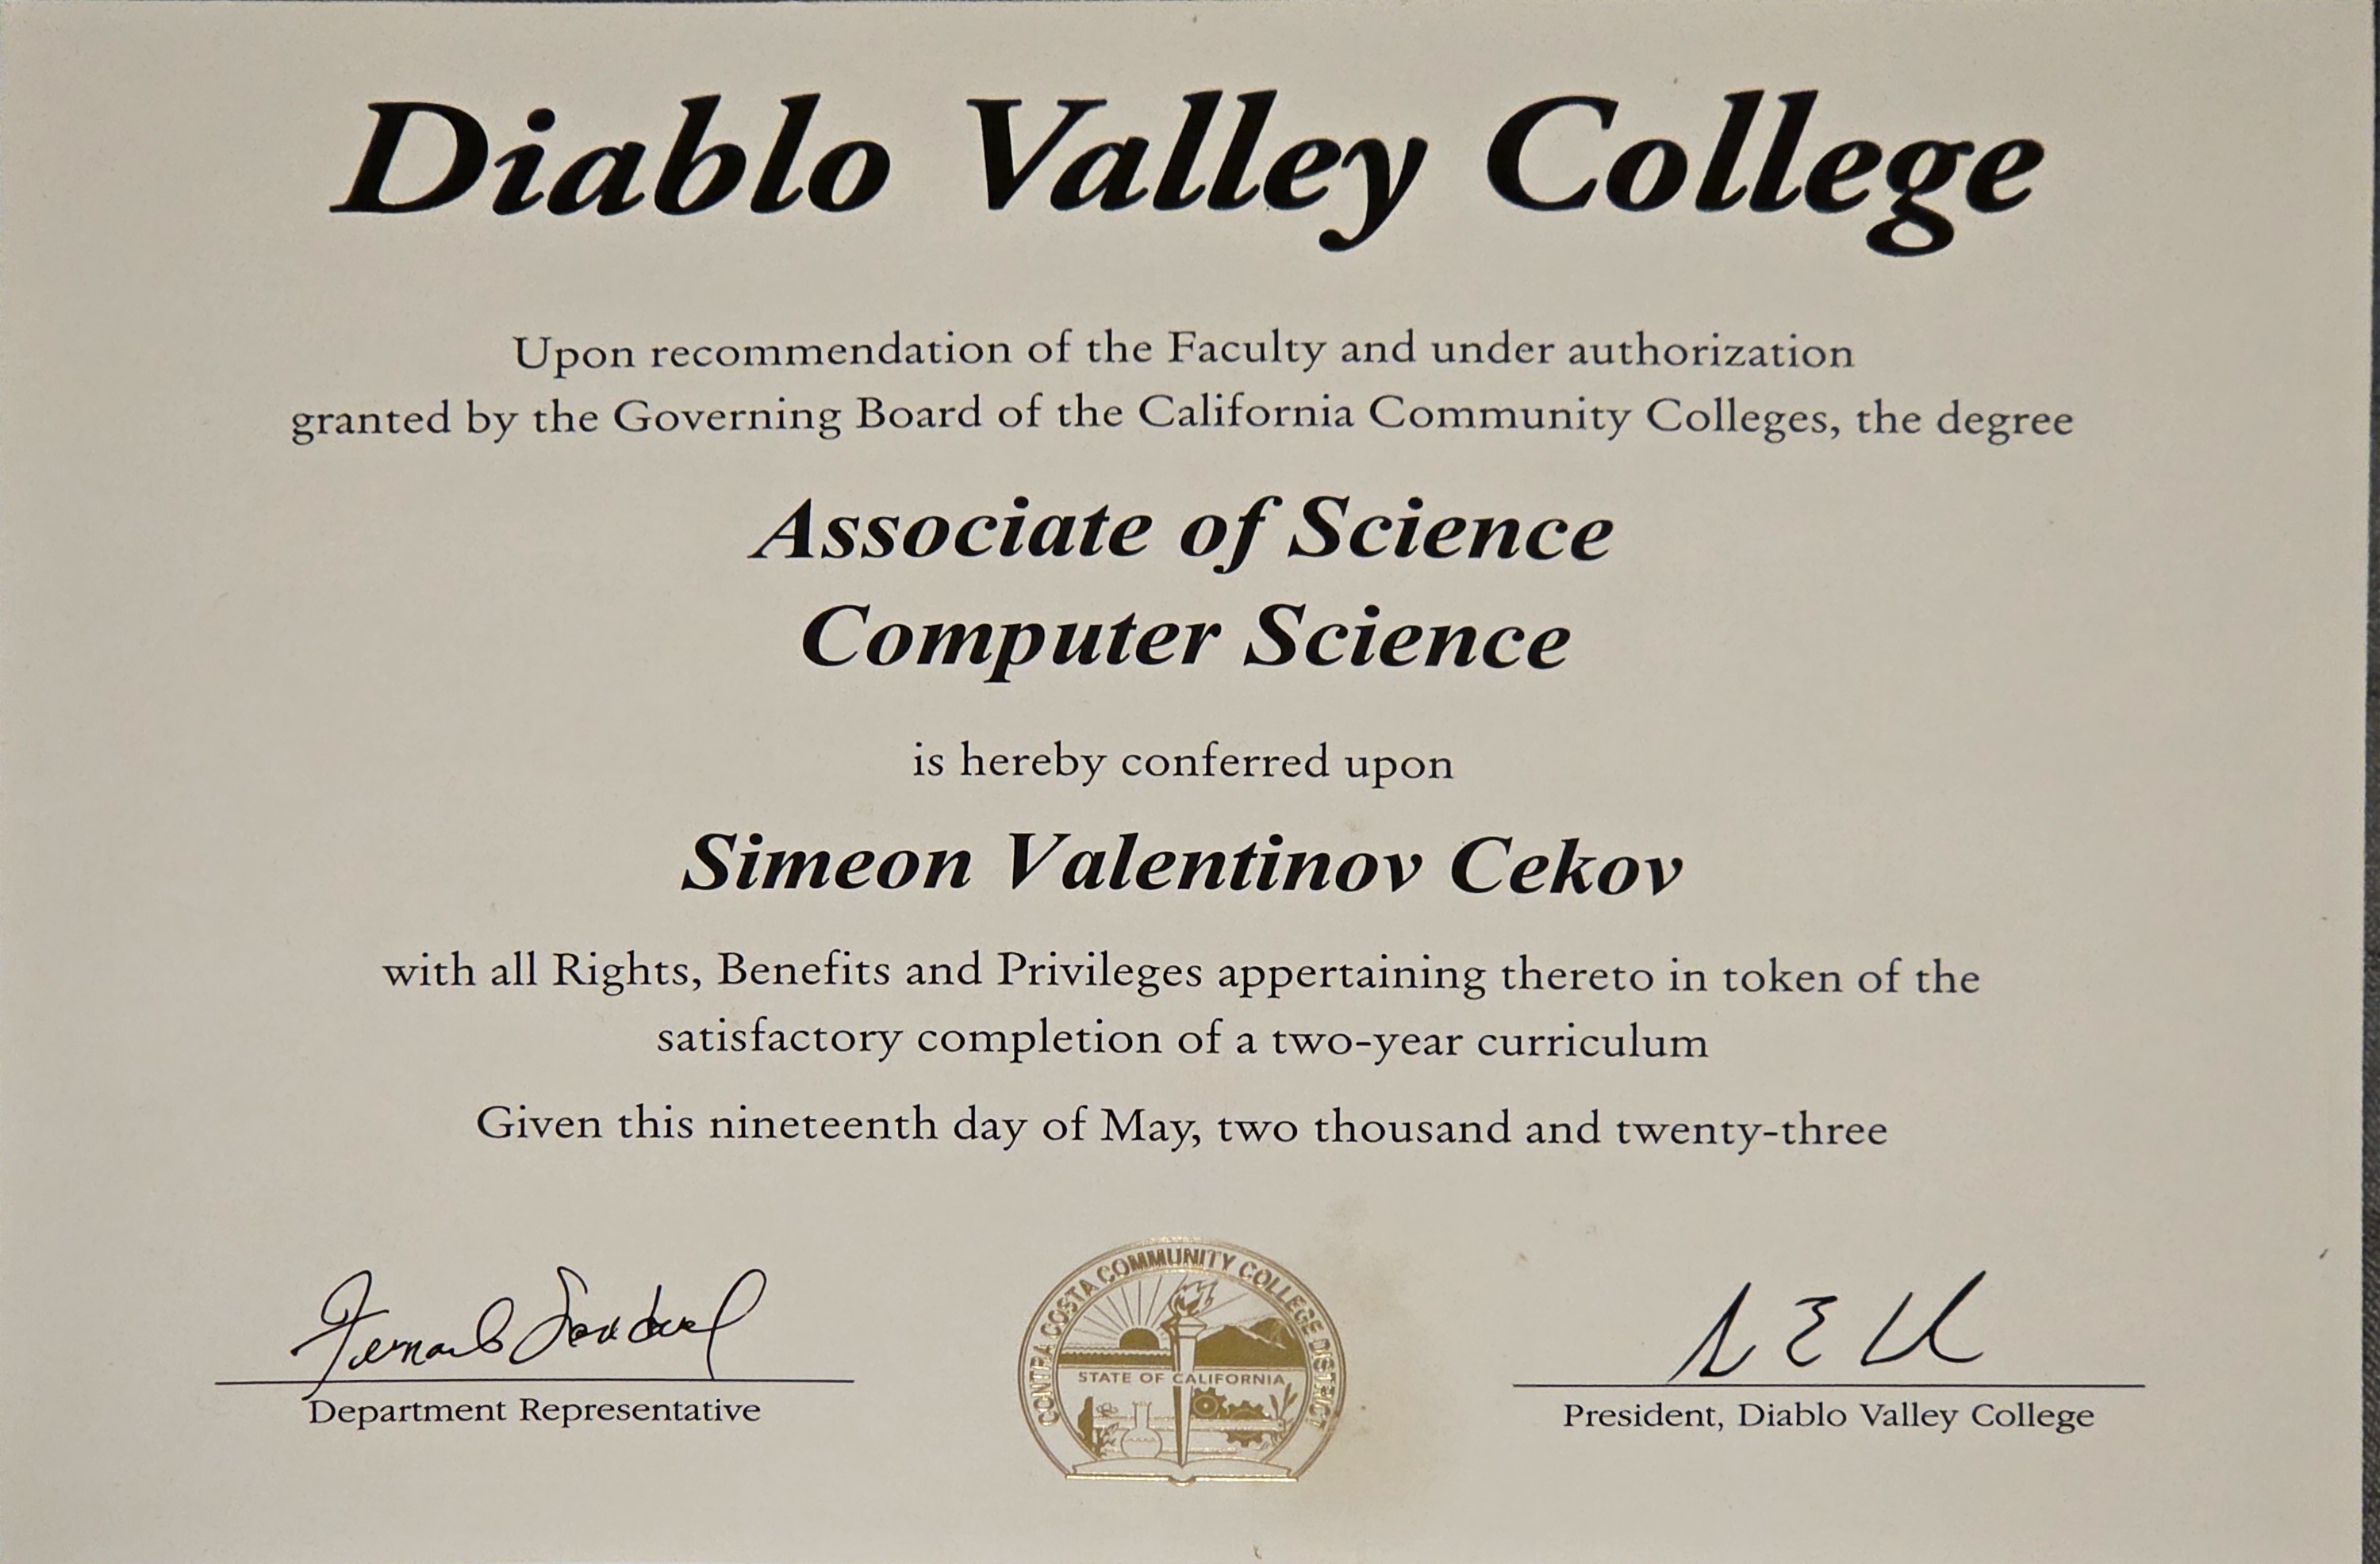 Diablo Valley College
Upon recommendation of the Faculty and under authorization
granted by the Governing Board of the California Community Colleges, the degree
Associate of Science
Computer Science
is hereby conferred upon
Simeon Valentinov Cekov
with all Rights, Benefits and Privileges appertaining thereto in token of the
satisfactory completion of a two-year curriculum
Given this nineteenth day of May, two thousand and twenty-three
CONTRA COSTA COMMUNITY COLLEGE DISTRICT
STATE OF CALIFORNIA
Department Representative
President, Diablo Valley College